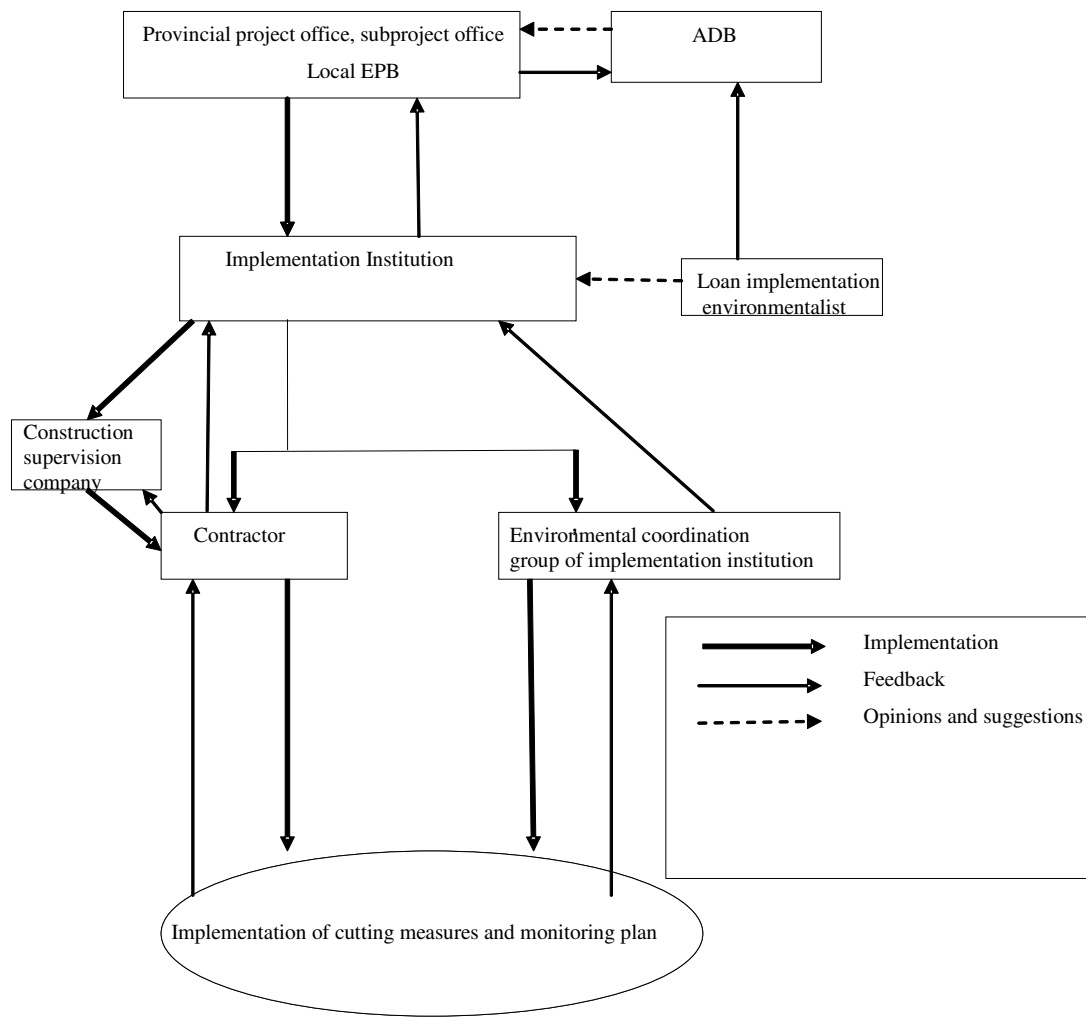 Provincial project office, subproject office
Local EPB
ADB
Implementation Institution
Loan implementation
environmentalist
Construction
supervision
company
Contractor
Environmental coordination
group of implementation institution
Implementation
Feedback
Opinions and suggestions
Implementation of cutting measures and monitoring plan